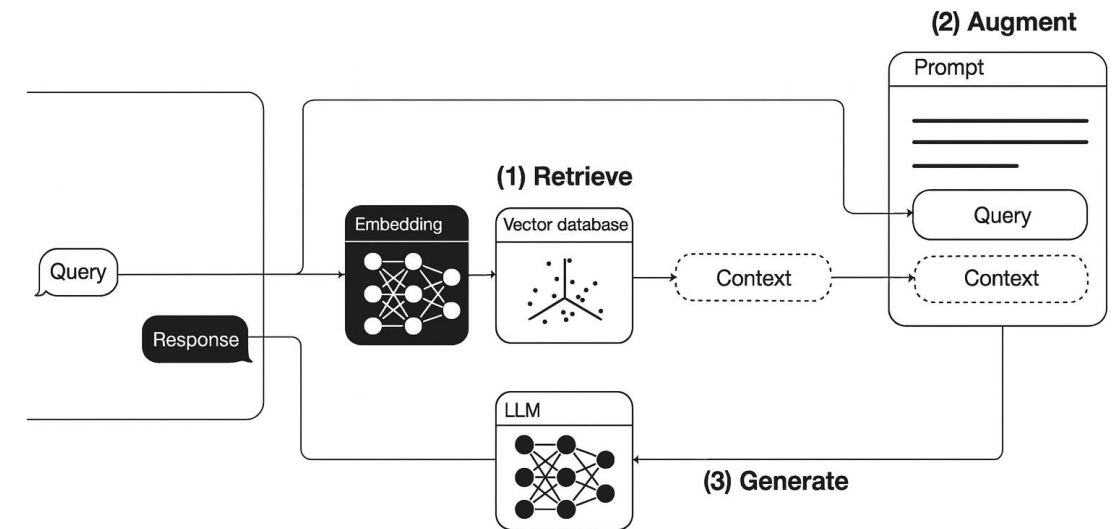 (2) Augment
Prompt
(1) Retrieve
Embedding
Vector database
Query
Query
Context
Context
Response
LLM
(3) Generate